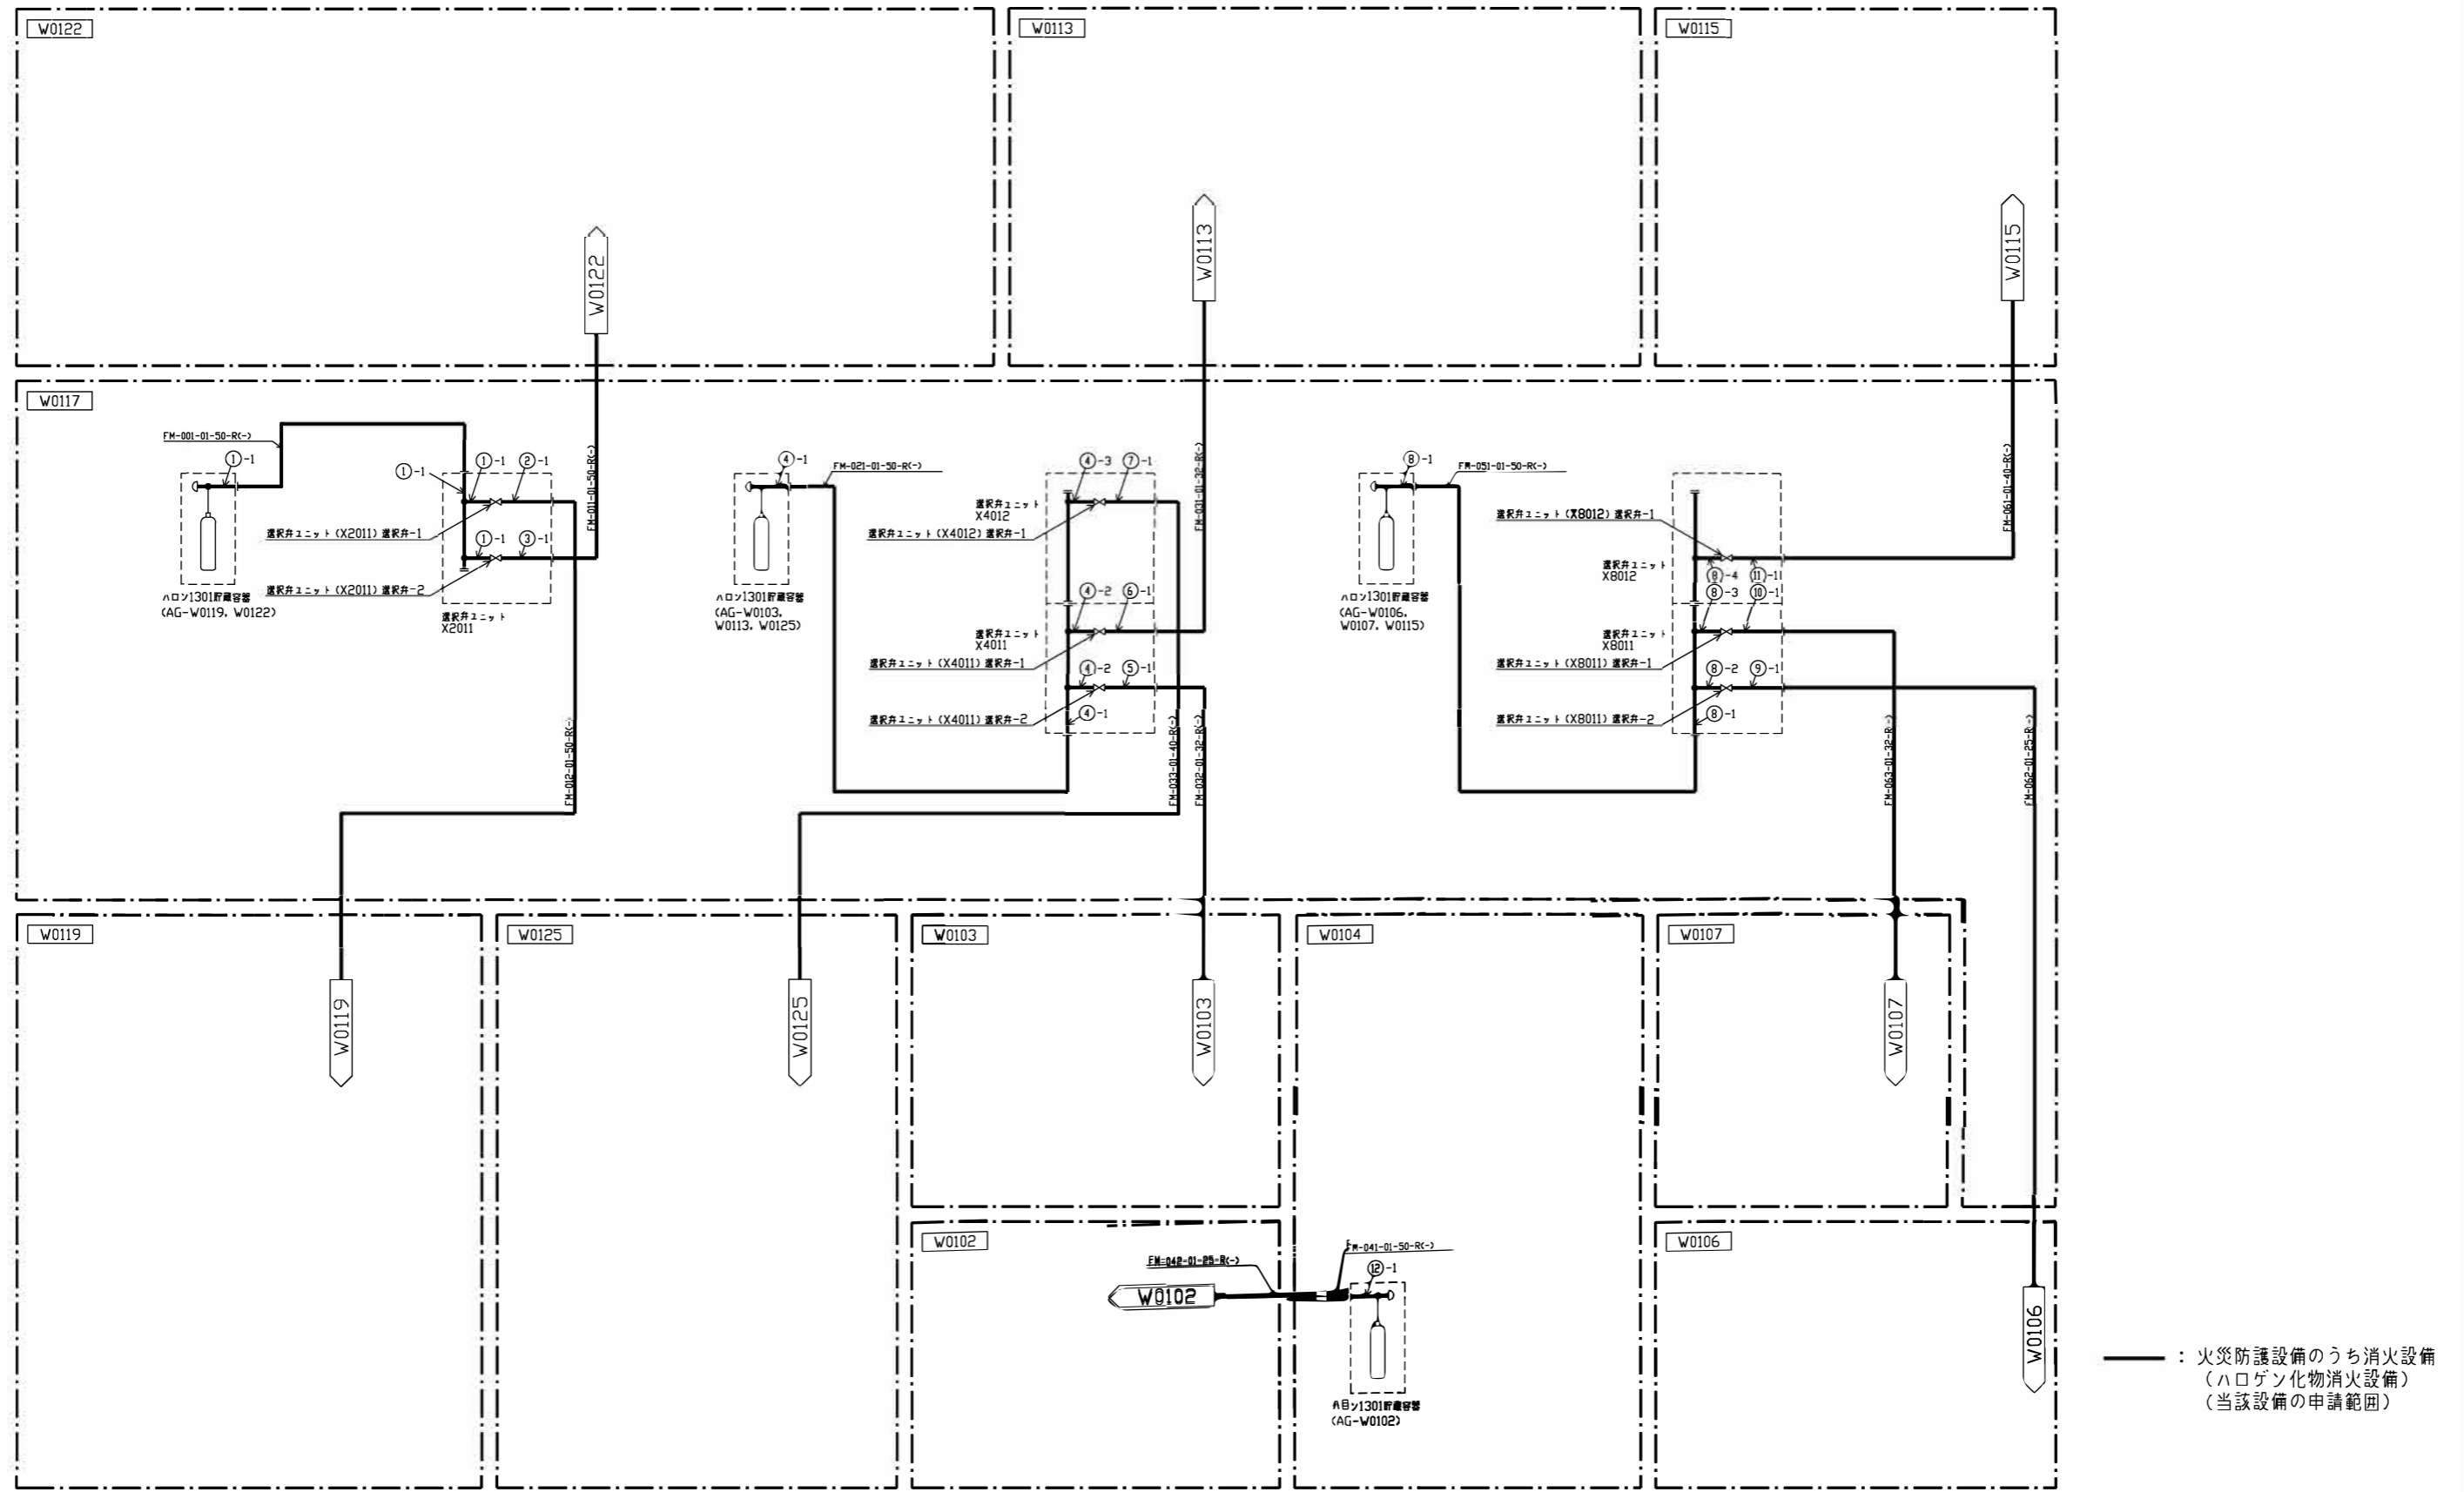 W0122
W0113
W0115
W0122
W0113
W0115
W0117
FM-001-01-50-R(-)
①-1
①-1
①-1
②-1
FM-011-01-50-R(-)
選択弁ユニット(X2011)選択弁-1
①-1
③-1
選択弁ユニット(X2011)選択弁-2
ハロン1301貯蔵容器
(AG-W0119, W0122)
選択弁ユニット
X2011
FM-012-01-50-R(-)
④-1
FM-021-01-50-R(-)
ハロン1301貯蔵容器
(AG-W0103,
W0113, W0125)
④-3
⑦-1
選択弁ユニット
X4012
選択弁ユニット(X4012)選択弁-1
FM-031-01-32-R(-)
④-2
⑥-1
選択弁ユニット
X4011
選択弁ユニット(X4011)選択弁-1
④-2
⑤-1
選択弁ユニット(X4011)選択弁-2
④-1
FM-033-01-40-R(-)
FM-032-01-32-R(-)
⑧-1
FM-051-01-50-R(-)
ハロン1301貯蔵容器
(AG-W0106,
W0107, W0115)
選択弁ユニット(X8012)選択弁-1
FM-061-01-40-R(-)
選択弁ユニット
X8012
⑧-4
⑪-1
⑧-3
⑩-1
選択弁ユニット
X8011
選択弁ユニット(X8011)選択弁-1
⑧-2
⑨-1
選択弁ユニット(X8011)選択弁-2
⑧-1
FM-063-01-32-R(-)
FM-062-01-25-R(-)
W0119
W0125
W0103
W0104
W0107
W0119
W0125
W0103
W0107
W0102
W0106
FM-042-01-25-R(-)
FM-041-01-50-R(-)
⑫-1
W0102
ハロン1301貯蔵容器
(AG-W0102)
W0106
：火災防護設備のうち消火設備
（ハロゲン化物消火設備）
（当該設備の申請範囲）